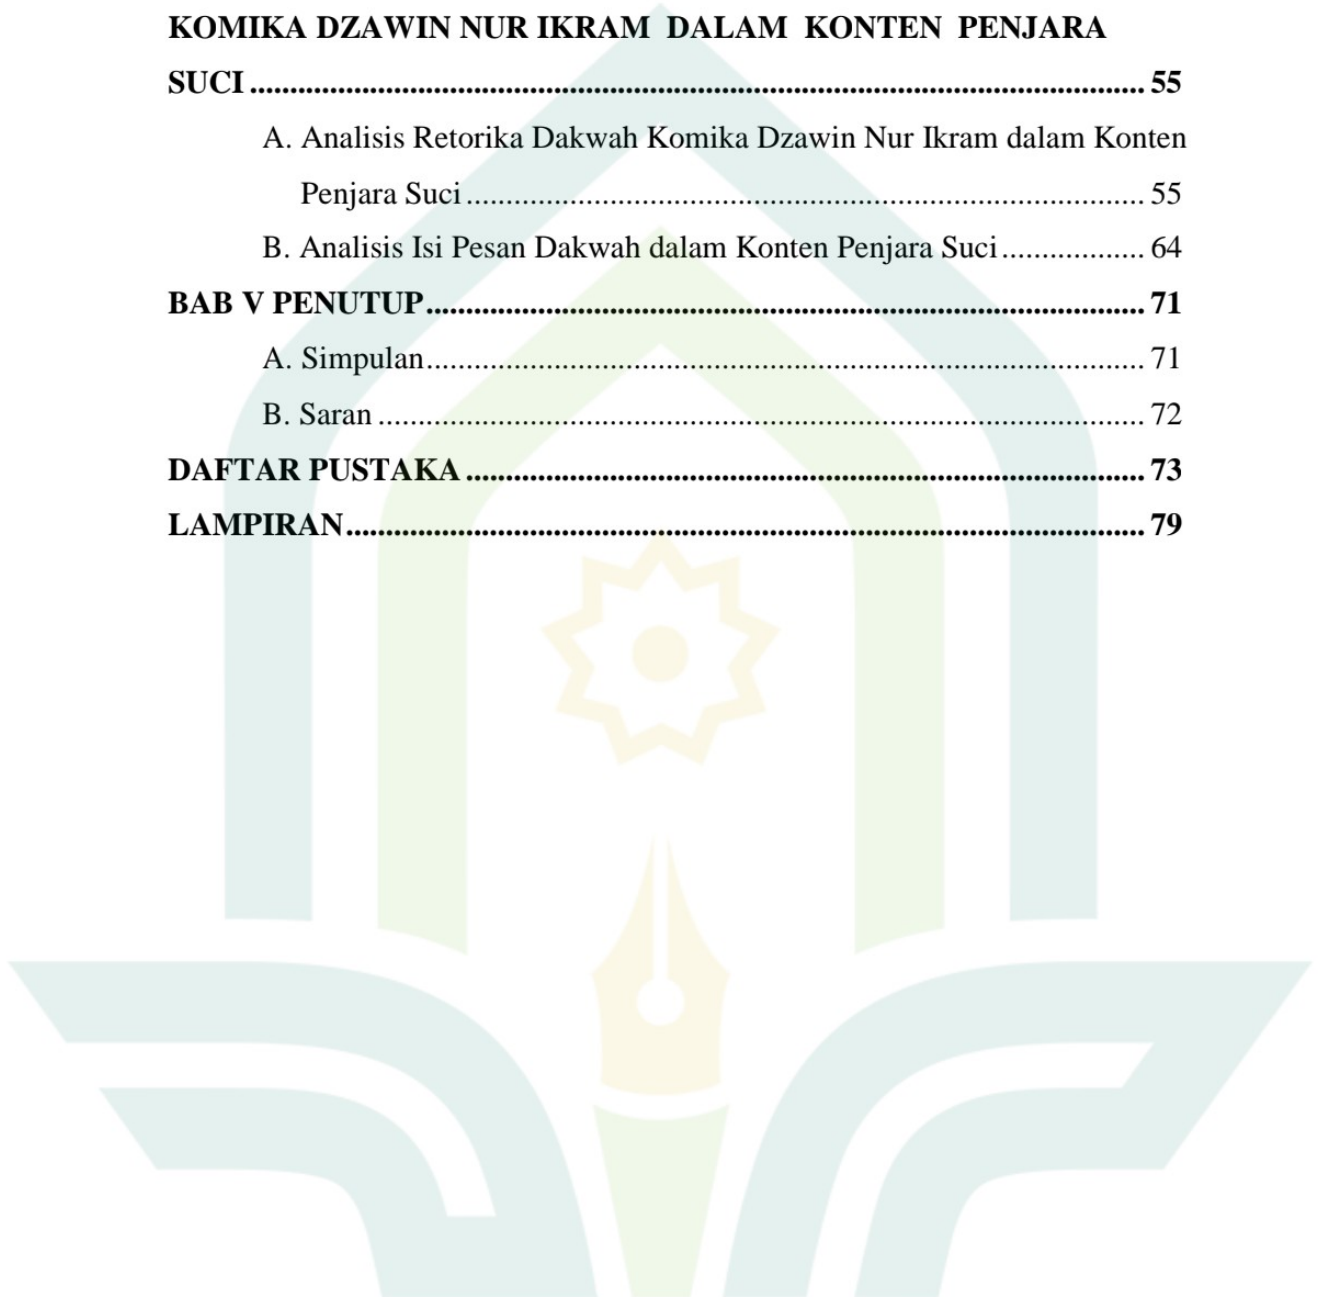 KOMIKA DZAWIN NUR IKRAM DALAM KONTEN PENJARA
SUCI ........................................................................................................................ 55
A. Analisis Retorika Dakwah Komika Dzawin Nur Ikram dalam Konten
Penjara Suci ........................................................................................ 55
B. Analisis Isi Pesan Dakwah dalam Konten Penjara Suci .................. 64
BAB V PENUTUP ........................................................................................... 71
A. Simpulan ............................................................................................. 71
B. Saran .................................................................................................... 72
DAFTAR PUSTAKA ...................................................................................... 73
LAMPIRAN ..................................................................................................... 79